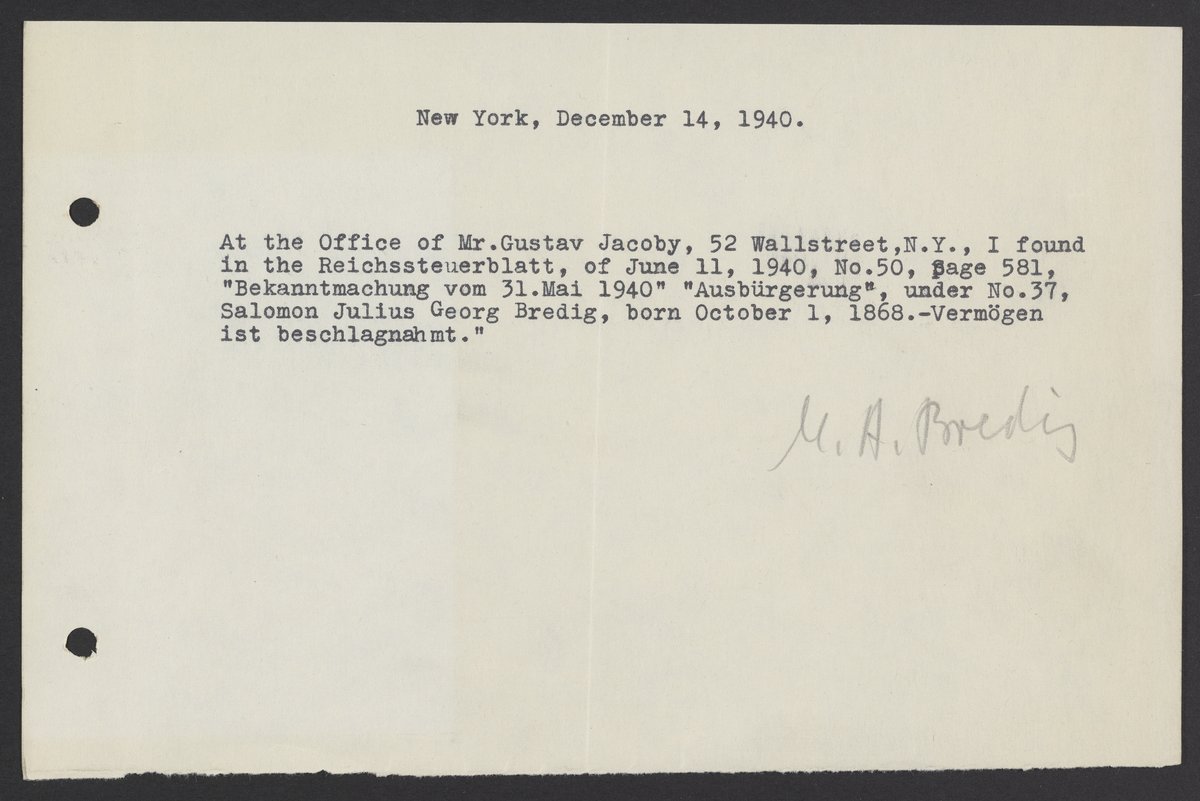 New York, December 14, 1940.
At the Office of Mr.Gustav Jacoby, 52 Wallstreet,N.Y., I found
in the Reichssteuerblatt, of June 11, 1940, No.50, page 581,
"Bekanntmachung vom 31.Mai 1940" "Ausbürgerung", under No.37,
Salomon Julius Georg Bredig, born October 1, 1868.-Vermögen
ist beschlagnahmt."
M. A. Bredig